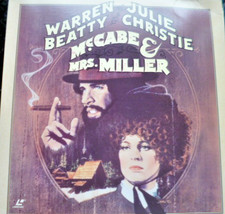 WARREN JULIE
BEATTY CHRISTIE
McCABE &
MRS. MILLER